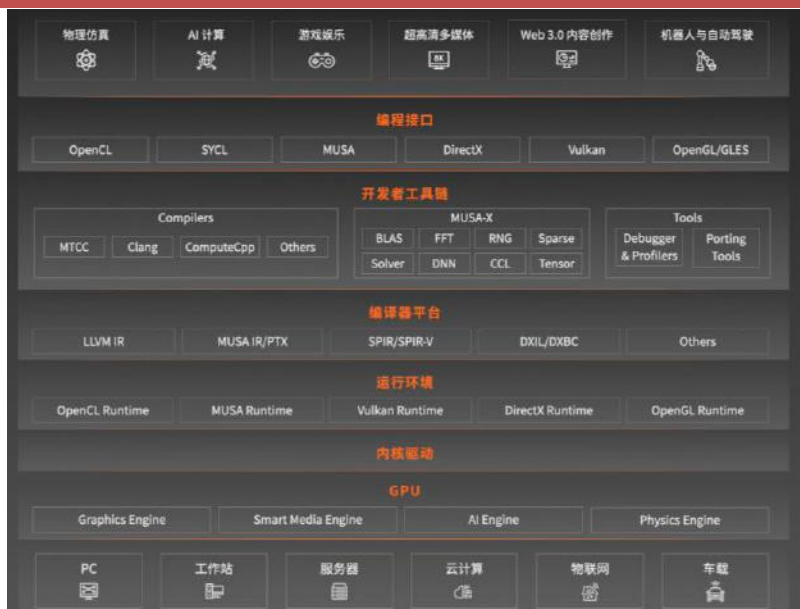 物理仿真 AI 计算 游戏娱乐 超高清多媒体 Web 3.0 内容创作 机器人与自动驾驶
8K
编程接口
OpenCL SYCL MUSA DirectX Vulkan OpenGL/GLES
开发者工具链
Compilers MUSA-X Tools
MTCC Clang ComputeCpp Others
BLAS FFT RNG Sparse
Solver DNN CCL Tensor
Debugger & Profilers
Porting Tools
编译器平台
LLVM IR MUSA IR/PTX SPIR/SPIR-V DXIL/DXBC Others
运行环境
OpenCL Runtime MUSA Runtime Vulkan Runtime DirectX Runtime OpenGL Runtime
内核驱动
GPU
Graphics Engine Smart Media Engine AI Engine Physics Engine
PC 工作站 服务器 云计算 物联网 车载